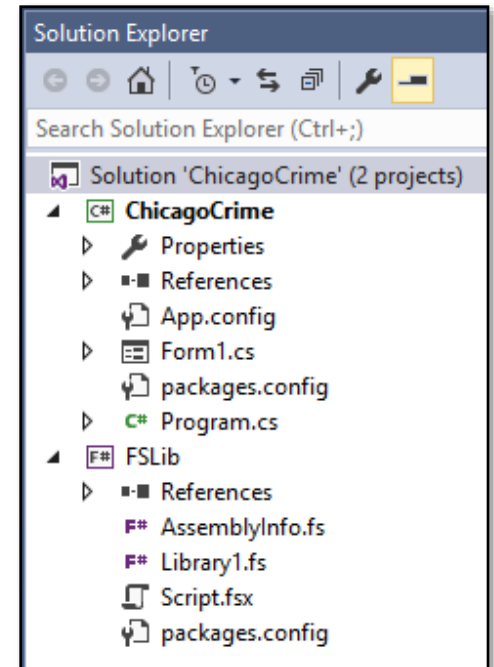 Solution Explorer
Search Solution Explorer (Ctrl+;)
Solution 'ChicagoCrime' (2 projects)
C# ChicagoCrime
Properties
References
App.config
Form1.cs
packages.config
C# Program.cs
F# FSLib
References
F# AssemblyInfo.fs
F# Library1.fs
Script.fsx
packages.config